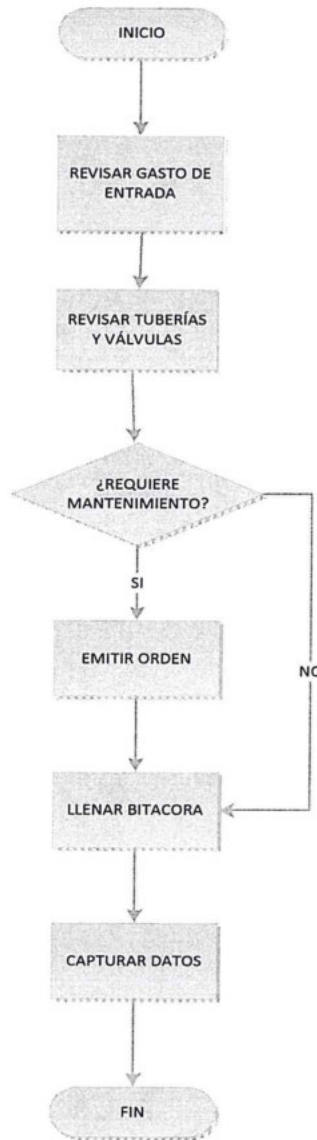 INICIO
REVISAR GASTO DE
ENTRADA
REVISAR TUBERÍAS
Y VÁLVULAS
¿REQUIERE
MANTENIMIENTO?
SI
EMITIR ORDEN
NO
LLENAR BITACORA
CAPTURAR DATOS
FIN